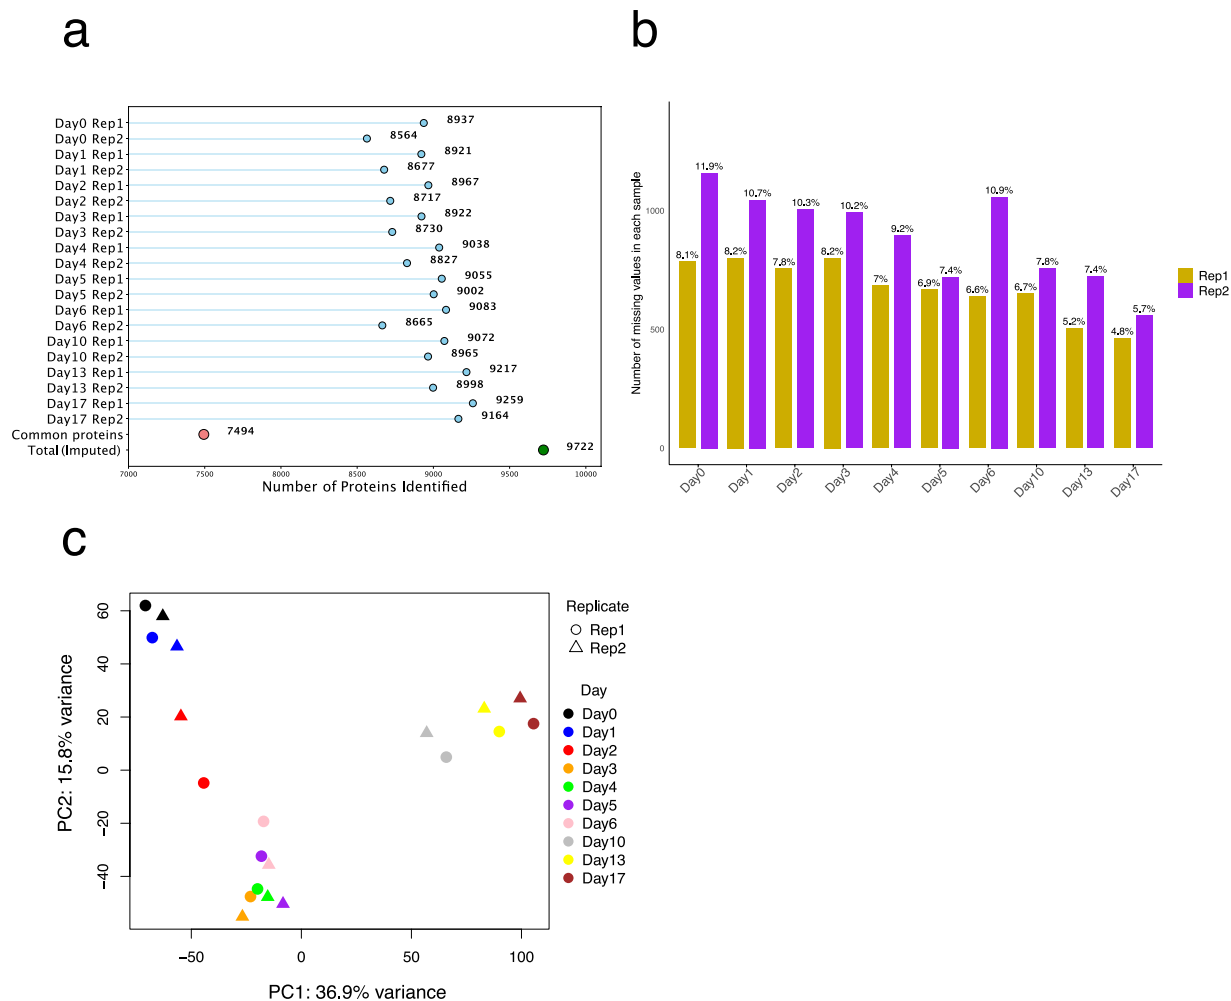 a
Day0 Rep1 8937
Day0 Rep2 8564
Day1 Rep1 8921
Day1 Rep2 8677
Day2 Rep1 8967
Day2 Rep2 8717
Day3 Rep1 8922
Day3 Rep2 8730
Day4 Rep1 9038
Day4 Rep2 8827
Day5 Rep1 9055
Day5 Rep2 9002
Day6 Rep1 9083
Day6 Rep2 8665
Day10 Rep1 9072
Day10 Rep2 8965
Day13 Rep1 9217
Day13 Rep2 8998
Day17 Rep1 9259
Day17 Rep2 9164
Common proteins 7494
Total (Imputed) 9722
7000 7500 8000 8500 9000 9500 10000
Number of Proteins Identified
b
Number of missing values in each sample
1000
500
0
8.1% 11.9% 8.2% 10.7% 7.8% 10.3% 8.2% 10.2% 7% 9.2% 6.9% 7.4% 6.6% 10.9% 6.7% 7.8% 5.2% 7.4% 4.8% 5.7%
Day0 Day1 Day2 Day3 Day4 Day5 Day6 Day10 Day13 Day17
Rep1
Rep2
c
PC2: 15.8% variance
60
40
20
0
−20
−40
−50 0 50 100
PC1: 36.9% variance
Replicate
Rep1
Rep2
Day
Day0
Day1
Day2
Day3
Day4
Day5
Day6
Day10
Day13
Day17